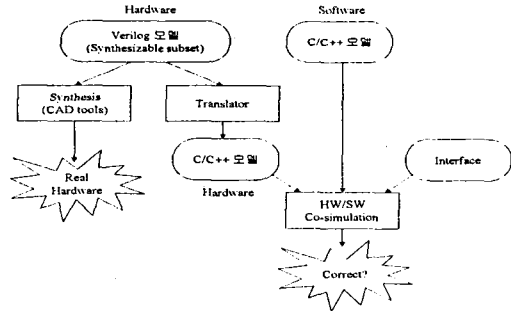 Hardware
Software
Verilog 모델
(Synthesizable subset)
C/C++ 모델
Synthesis
(CAD tools)
Translator
Real
Hardware
C/C++ 모델
Hardware
Interface
HW/SW
Co-simulation
Correct?